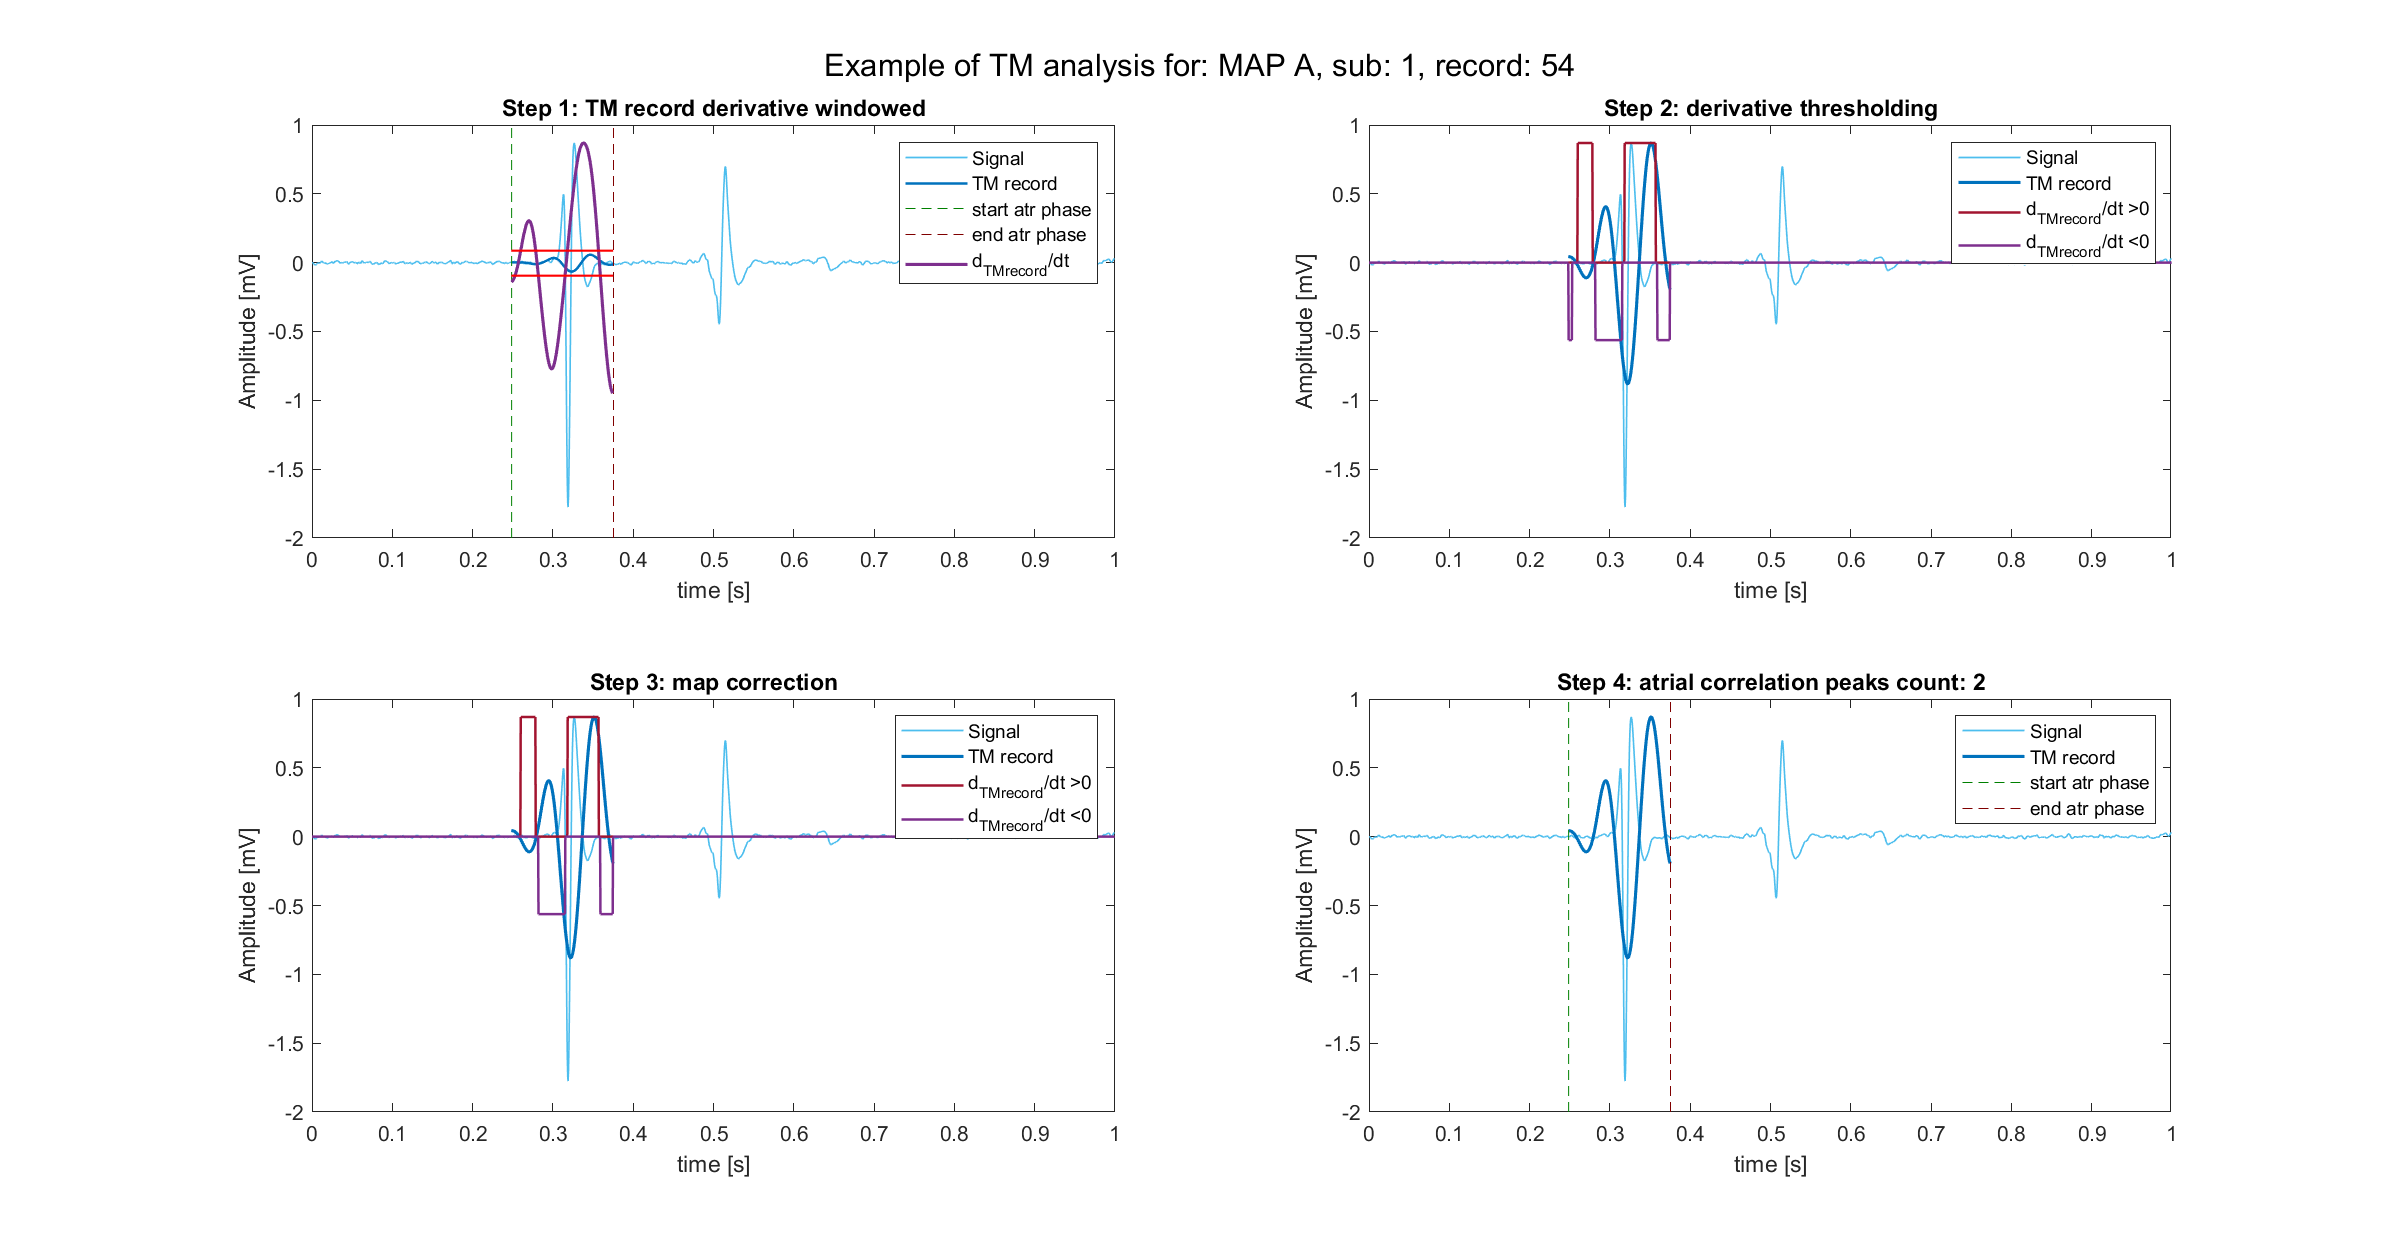 Example of TM analysis for: MAP A, sub: 1, record: 54
Step 1: TM record derivative windowed
1
0.5
0
-0.5
-1
-1.5
-2
Amplitude [mV]
0 0.1 0.2 0.3 0.4 0.5 0.6 0.7 0.8 0.9 1
time [s]
Signal
TM record
start atr phase
end atr phase
dTMrecord/dt
Step 2: derivative thresholding
1
0.5
0
-0.5
-1
-1.5
-2
Amplitude [mV]
0 0.1 0.2 0.3 0.4 0.5 0.6 0.7 0.8 0.9 1
time [s]
Signal
TM record
dTMrecord/dt >0
dTMrecord/dt <0
Step 3: map correction
1
0.5
0
-0.5
-1
-1.5
-2
Amplitude [mV]
0 0.1 0.2 0.3 0.4 0.5 0.6 0.7 0.8 0.9 1
time [s]
Signal
TM record
dTMrecord/dt >0
dTMrecord/dt <0
Step 4: atrial correlation peaks count: 2
1
0.5
0
-0.5
-1
-1.5
-2
Amplitude [mV]
0 0.1 0.2 0.3 0.4 0.5 0.6 0.7 0.8 0.9 1
time [s]
Signal
TM record
start atr phase
end atr phase